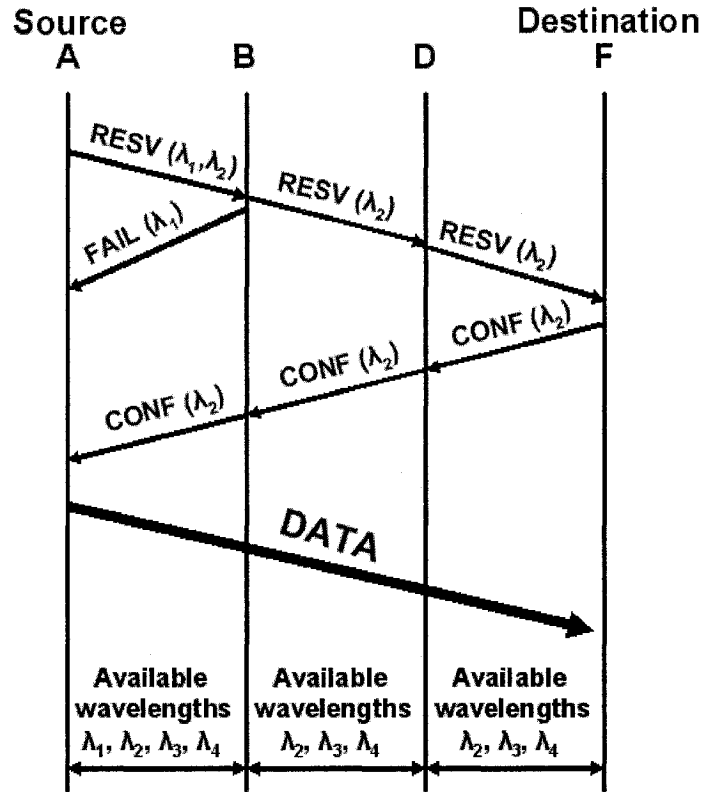 Source
Destination
A
B
D
F
RESV (λ₁,λ₂)
RESV (λ₂)
RESV (λ₂)
FAIL (λ₁)
CONF (λ₂)
CONF (λ₂)
CONF (λ₂)
DATA
Available
wavelengths
λ₁, λ₂, λ₃, λ₄
Available
wavelengths
λ₂, λ₃, λ₄
Available
wavelengths
λ₂, λ₃, λ₄